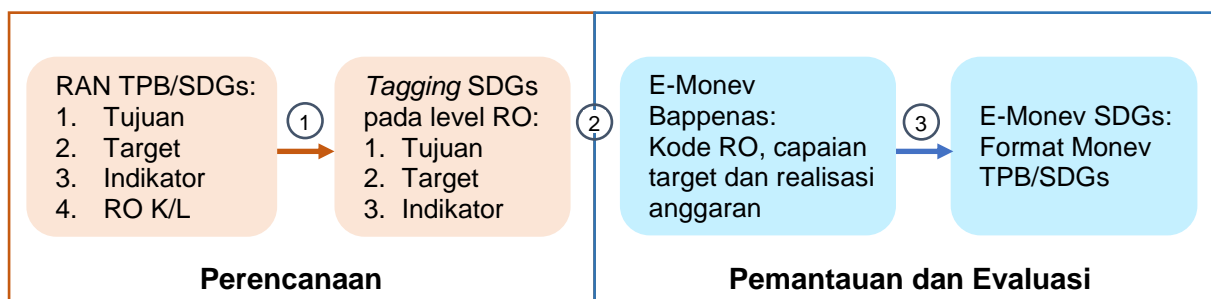 RAN TPB/SDGs:
1. Tujuan
2. Target
3. Indikator
4. RO K/L
1
Tagging SDGs
pada level RO:
1. Tujuan
2. Target
3. Indikator
2
E-Monev
Bappenas:
Kode RO, capaian
target dan realisasi
anggaran
3
E-Monev SDGs:
Format Monev
TPB/SDGs
Perencanaan
Pemantauan dan Evaluasi